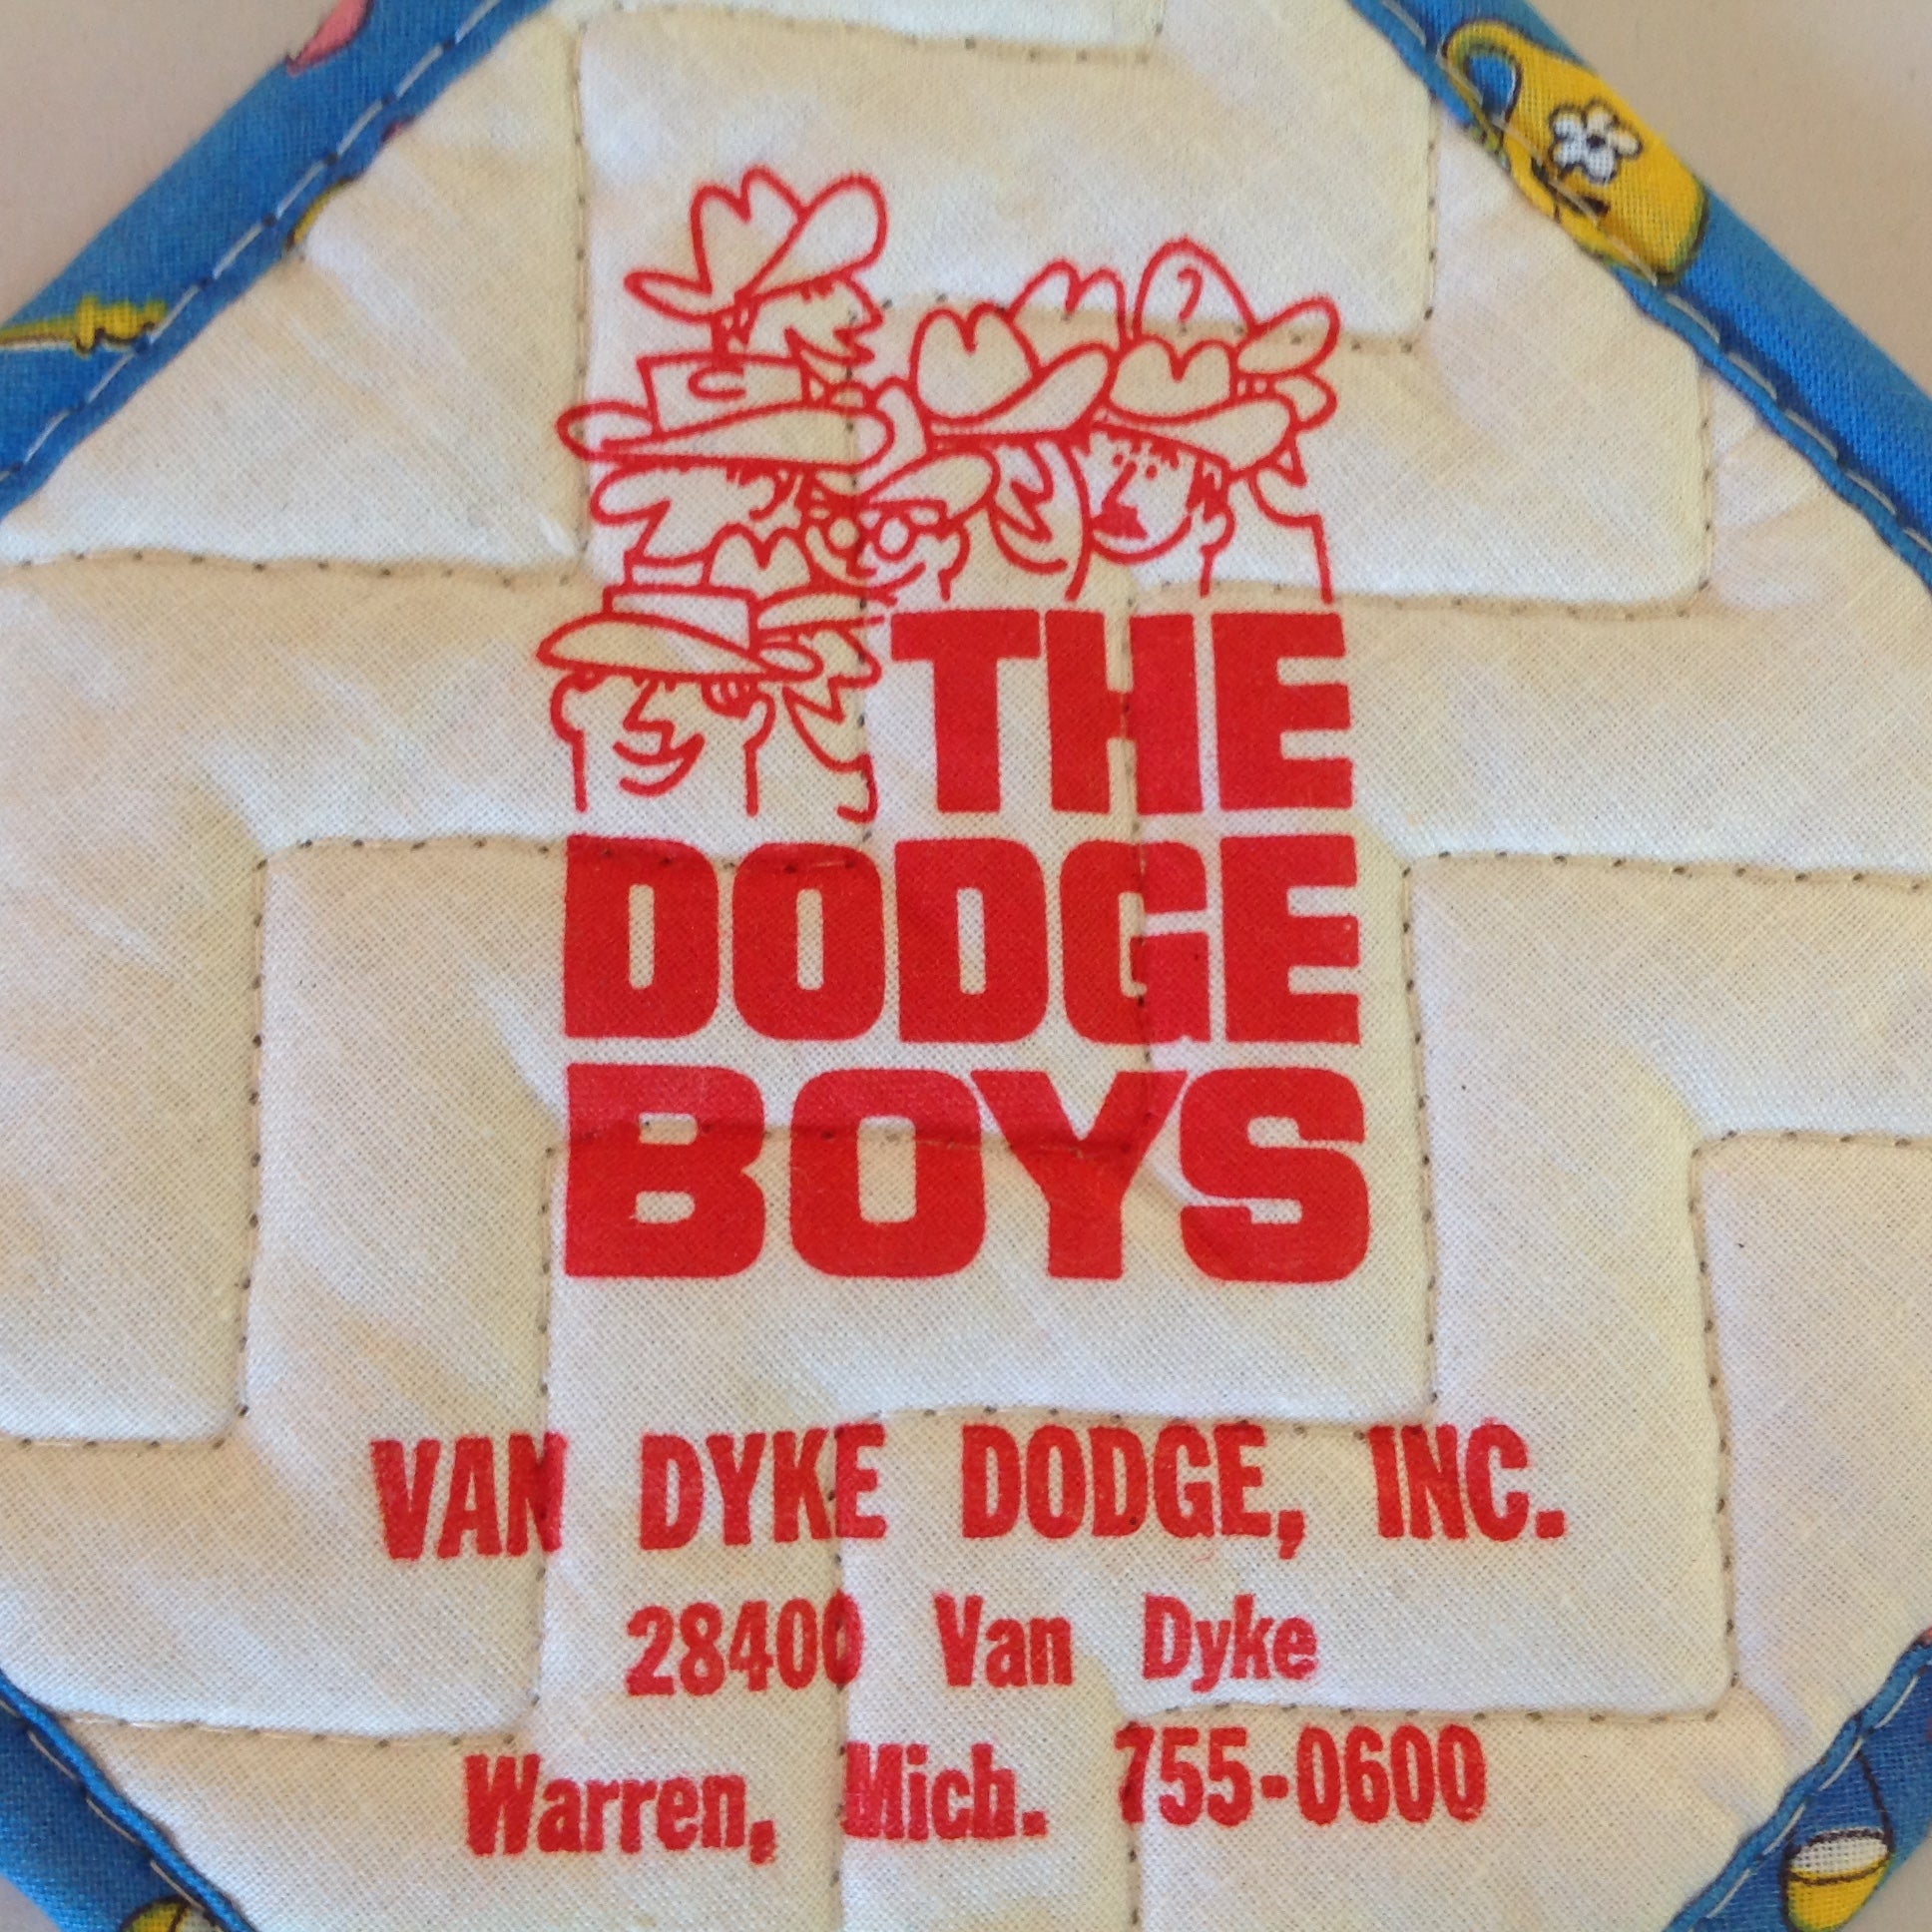 THE
DODGE
BOYS
VAN DYKE DODGE, INC.
28400 Van Dyke
Warren, Mich. 755-0600